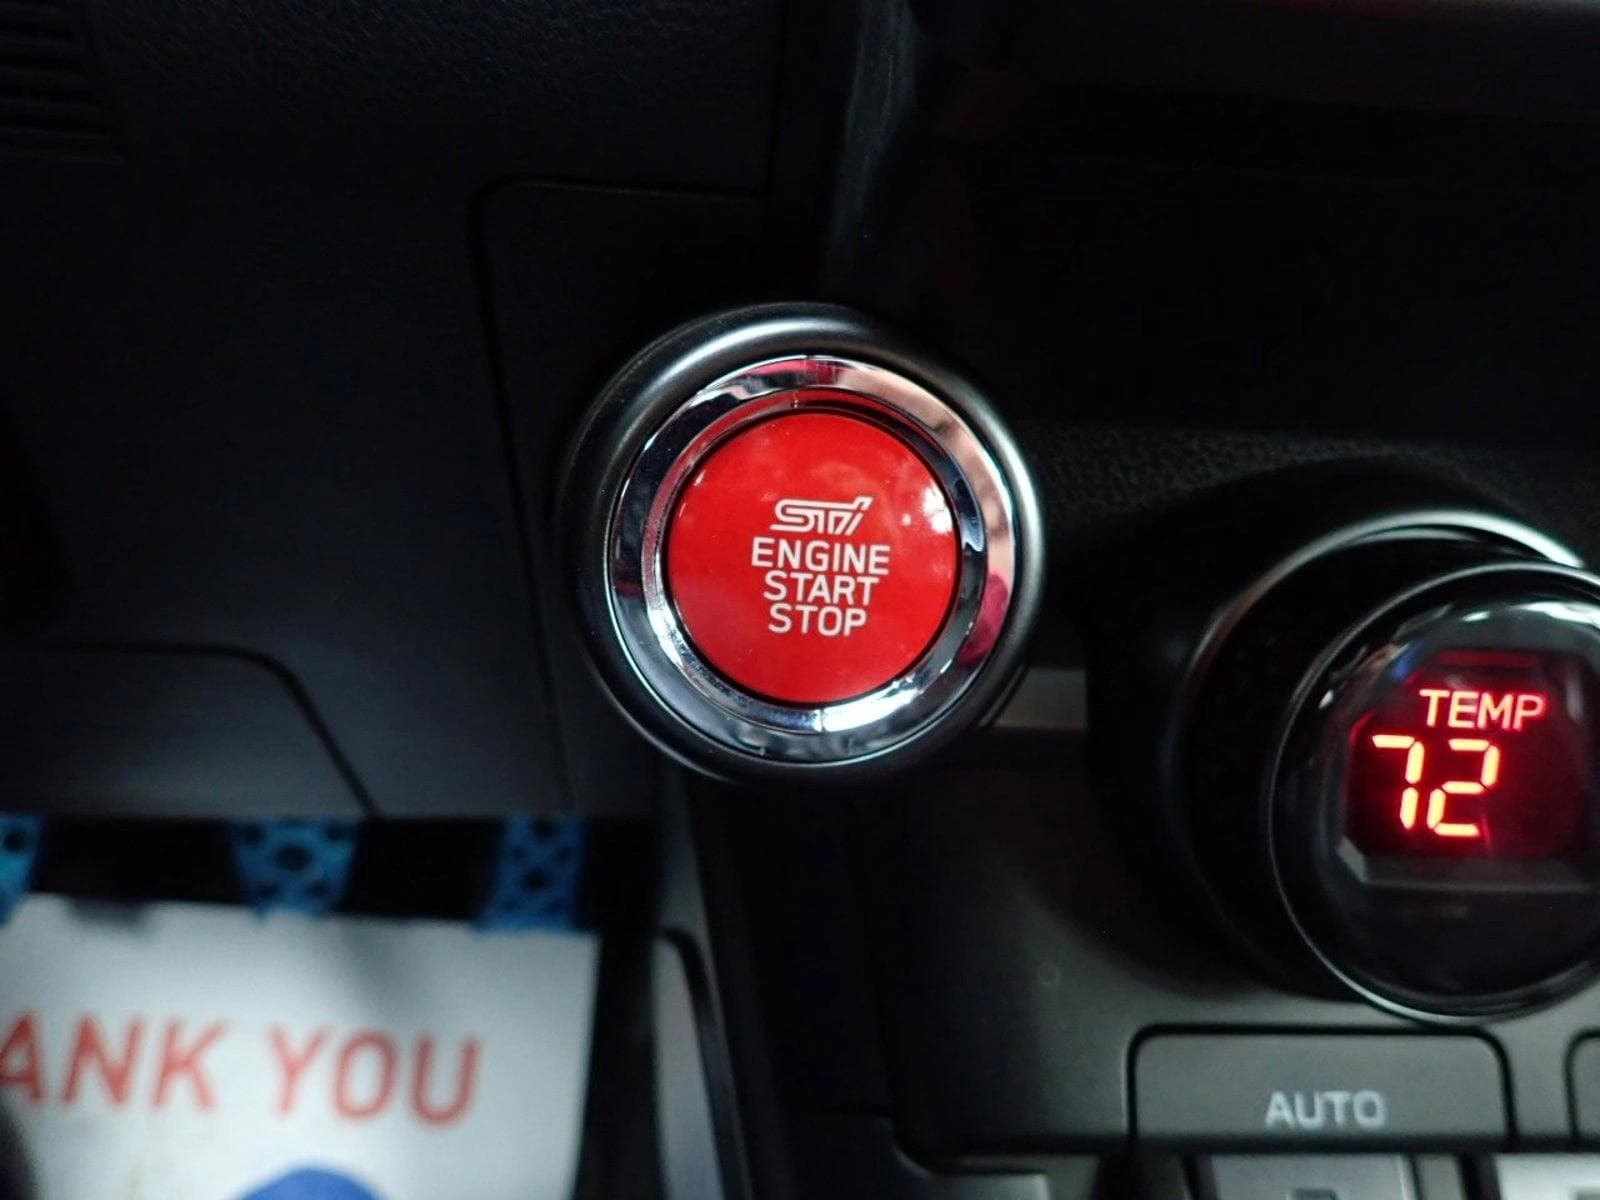 STI
ENGINE
START
STOP
TEMP
72
ANK YOU
AUTO